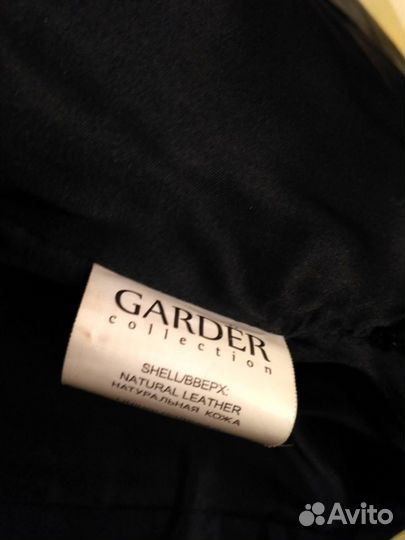 GARDER
collection
SHELL/ВВЕРХ:
NATURAL LEATHER
НАТУРАЛЬНАЯ КОЖА
Avito